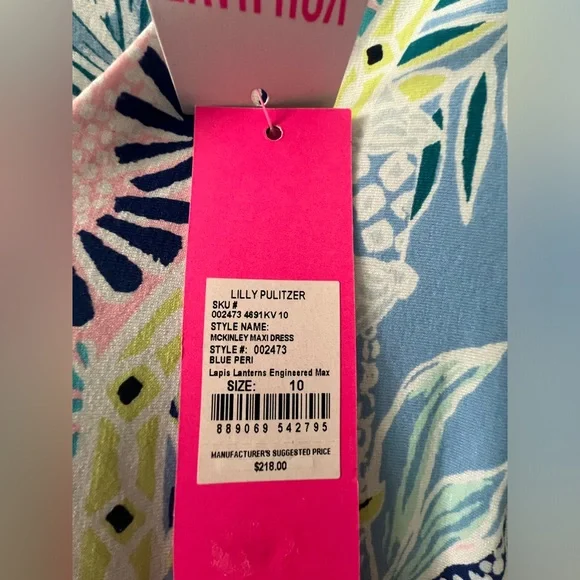 LILLY PULITZER
SKU #
002473 4691KV 10
STYLE NAME:
MCKINLEY MAXI DRESS
STYLE #: 002473
BLUE PERI
Lapis Lanterns Engineered Max
SIZE: 10
889069 542795
MANUFACTURER'S SUGGESTED PRICE
$218.00